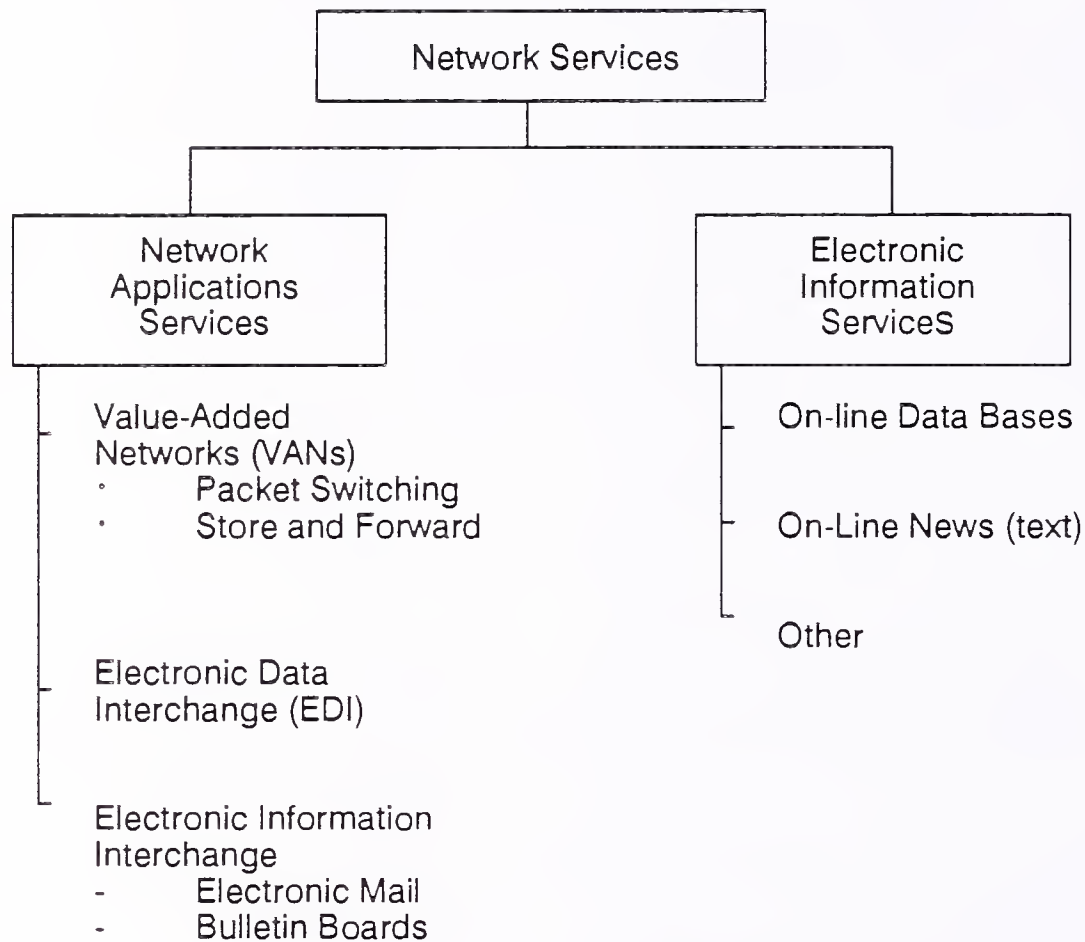 Network Services
Network
Applications
Services
Value-Added
Networks (VANs)
· Packet Switching
· Store and Forward
Electronic Data
Interchange (EDI)
Electronic Information
Interchange
- Electronic Mail
- Bulletin Boards
Electronic
Information
ServiceS
On-line Data Bases
On-Line News (text)
Other